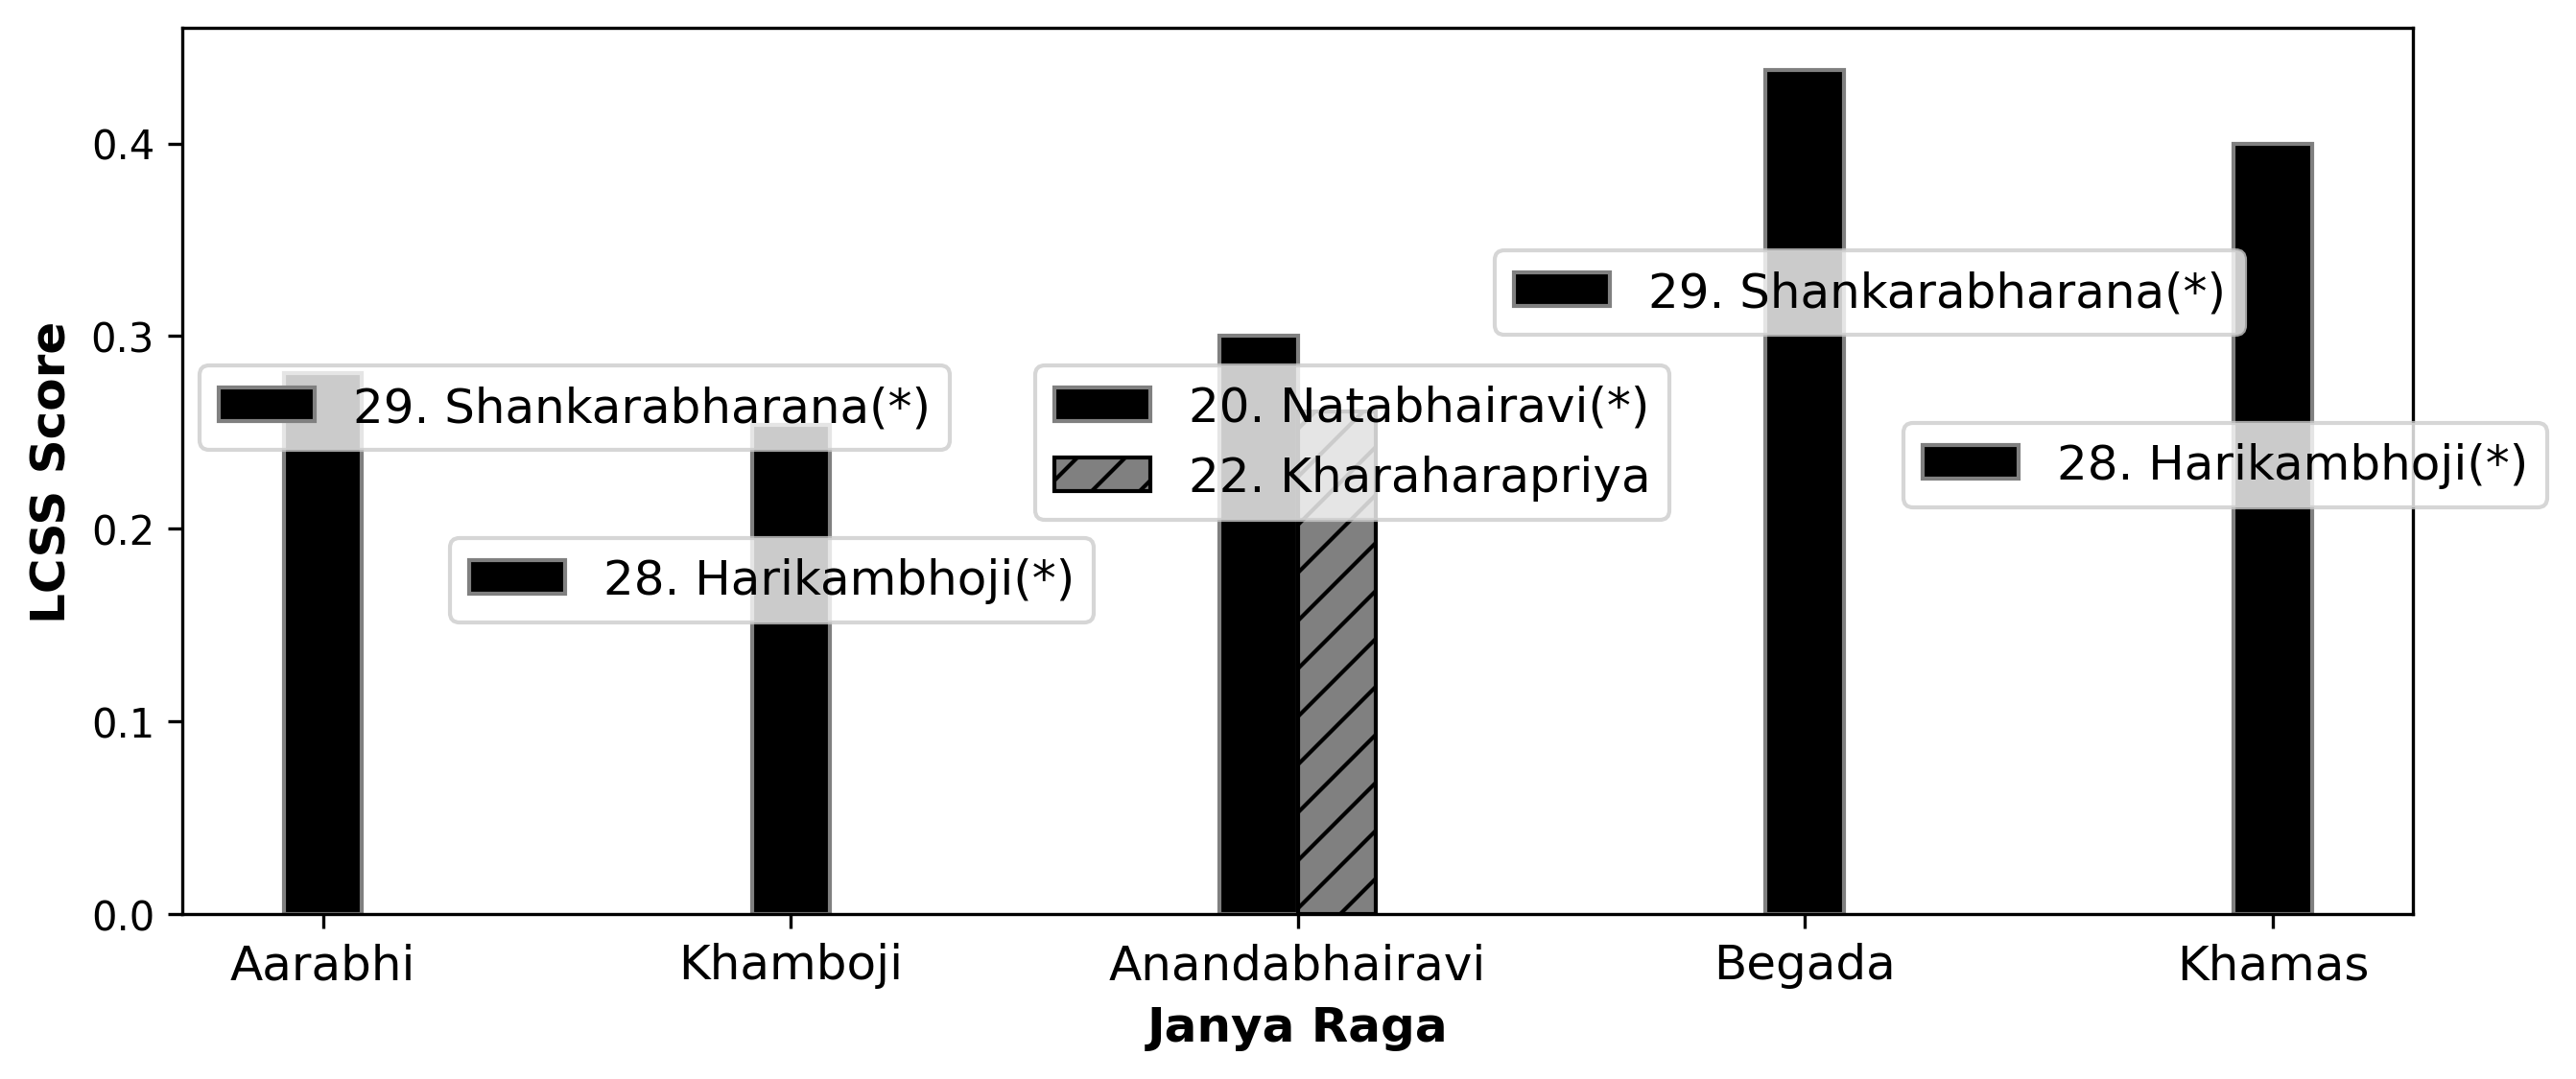 LCSS Score
0.4
0.3
0.2
0.1
0.0
29. Shankarabharana(*)
28. Harikambhoji(*)
20. Natabhairavi(*)
22. Kharaharapriya
29. Shankarabharana(*)
28. Harikambhoji(*)
Aarabhi
Khamboji
Anandabhairavi
Begada
Khamas
Janya Raga